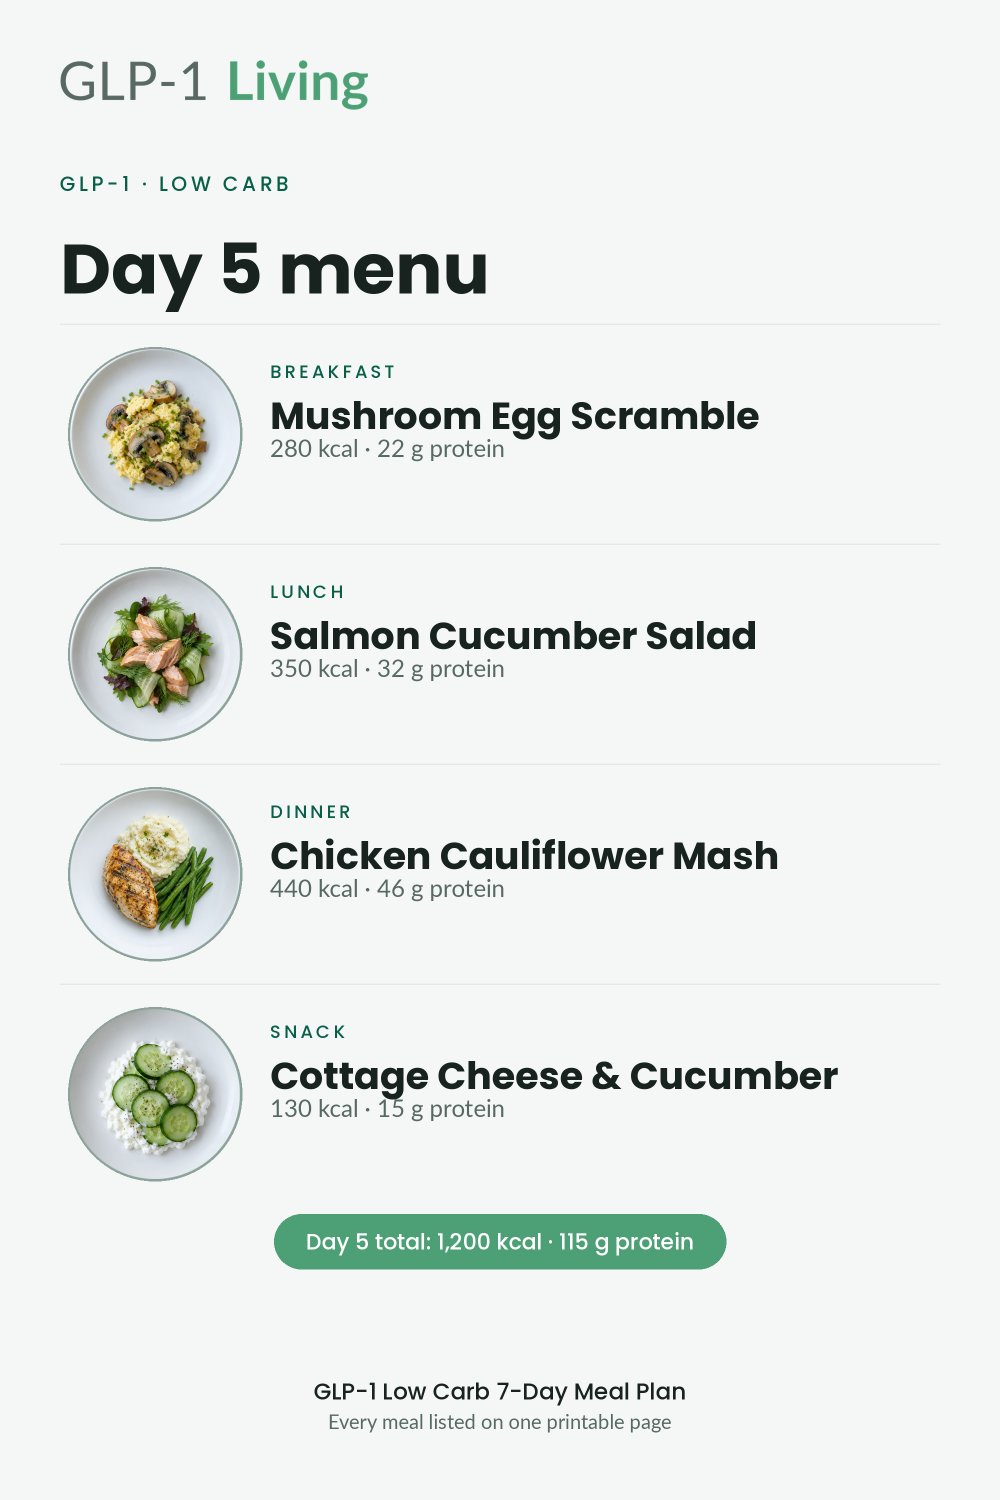 GLP-1 Living
GLP-1 · LOW CARB
Day 5 menu
BREAKFAST
Mushroom Egg Scramble
280 kcal · 22 g protein
LUNCH
Salmon Cucumber Salad
350 kcal · 32 g protein
DINNER
Chicken Cauliflower Mash
440 kcal · 46 g protein
SNACK
Cottage Cheese & Cucumber
130 kcal · 15 g protein
Day 5 total: 1,200 kcal · 115 g protein
GLP-1 Low Carb 7-Day Meal Plan
Every meal listed on one printable page